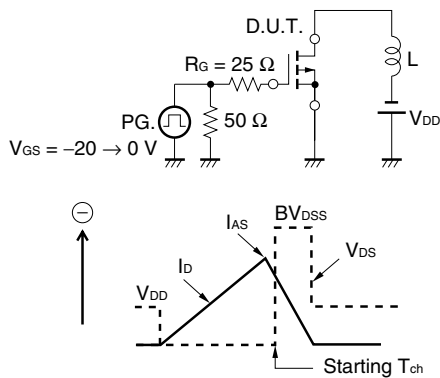 D.U.T.
RG = 25 Ω
L
PG.
50 Ω
VDD
VGS = −20 → 0 V
⊖
IAS
BVDSS
ID
VDS
VDD
Starting Tch